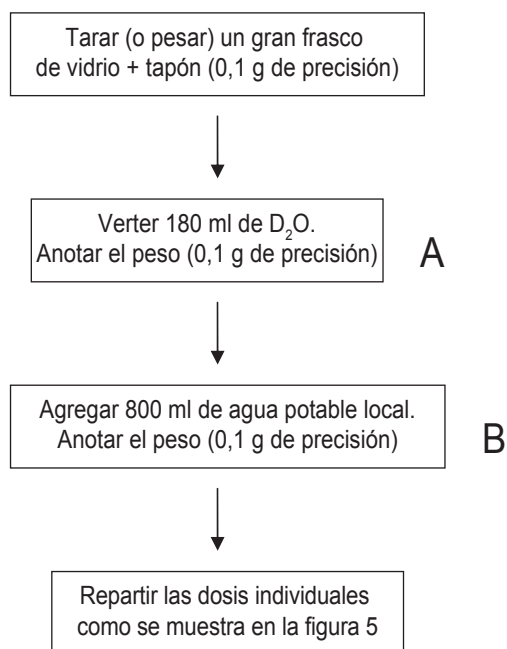 Tarar (o pesar) un gran frasco
de vidrio + tapón (0,1 g de precisión)
Verter 180 ml de D₂O.
Anotar el peso (0,1 g de precisión)
A
Agregar 800 ml de agua potable local.
Anotar el peso (0,1 g de precisión)
B
Repartir las dosis individuales
como se muestra en la figura 5